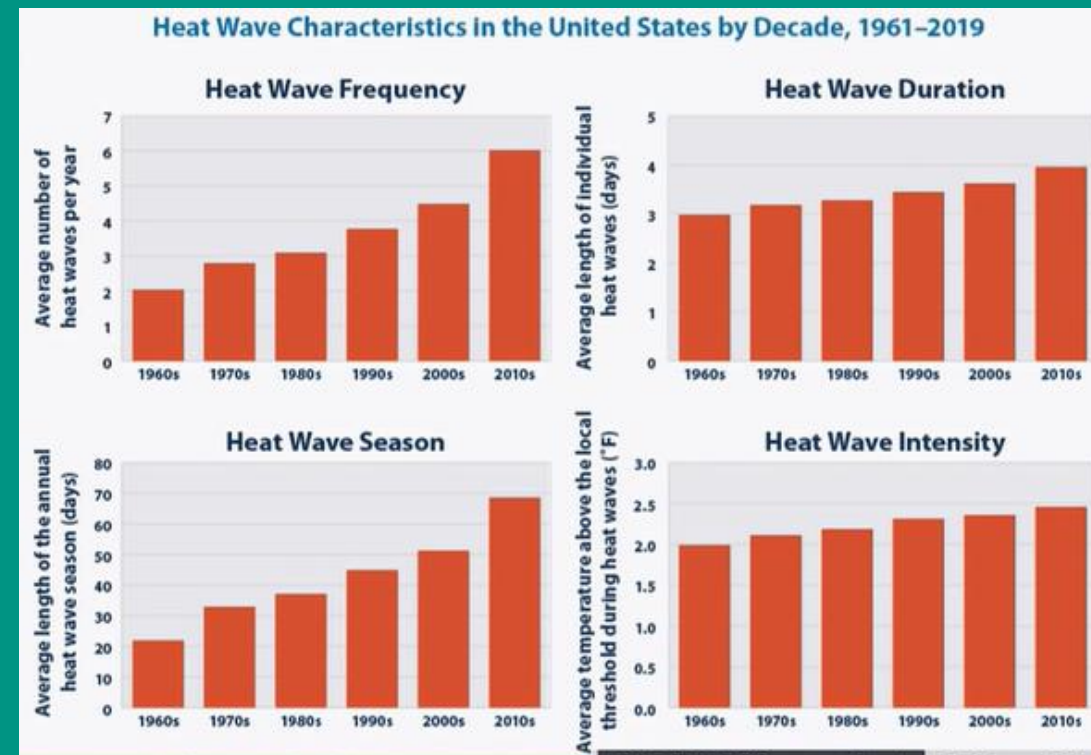 Heat Wave Characteristics in the United States by Decade, 1961–2019
Heat Wave Frequency
Average number of
heat waves per year
7
6
5
4
3
2
1
0
1960s 1970s 1980s 1990s 2000s 2010s
Heat Wave Duration
Average length of individual
heat waves (days)
5
4
3
2
1
0
1960s 1970s 1980s 1990s 2000s 2010s
Heat Wave Season
Average length of the annual
heat wave season (days)
80
70
60
50
40
30
20
10
0
1960s 1970s 1980s 1990s 2000s 2010s
Heat Wave Intensity
Average temperature above the local
threshold during heat waves (˚F)
3.0
2.5
2.0
1.5
1.0
0.5
0.0
1960s 1970s 1980s 1990s 2000s 2010s